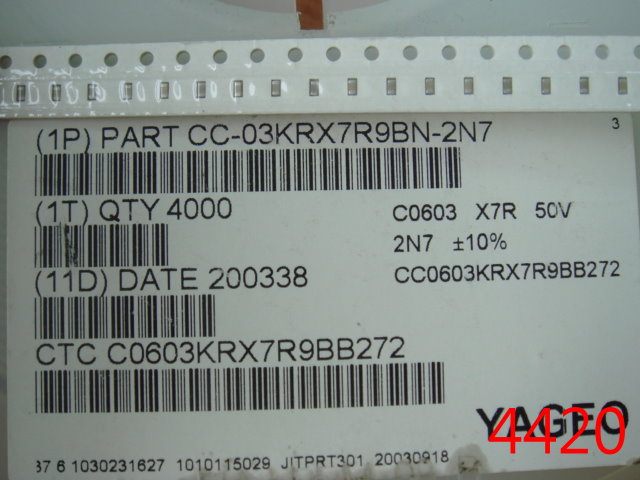 3
(1P) PART CC-03KRX7R9BN-2N7
(1T) QTY 4000
C0603 X7R 50V
2N7 ±10%
(11D) DATE 200338
CC0603KRX7R9BB272
CTC C0603KRX7R9BB272
YAGEO
4420
37 6 1030231627 1010115029 JITPRT301 20030918